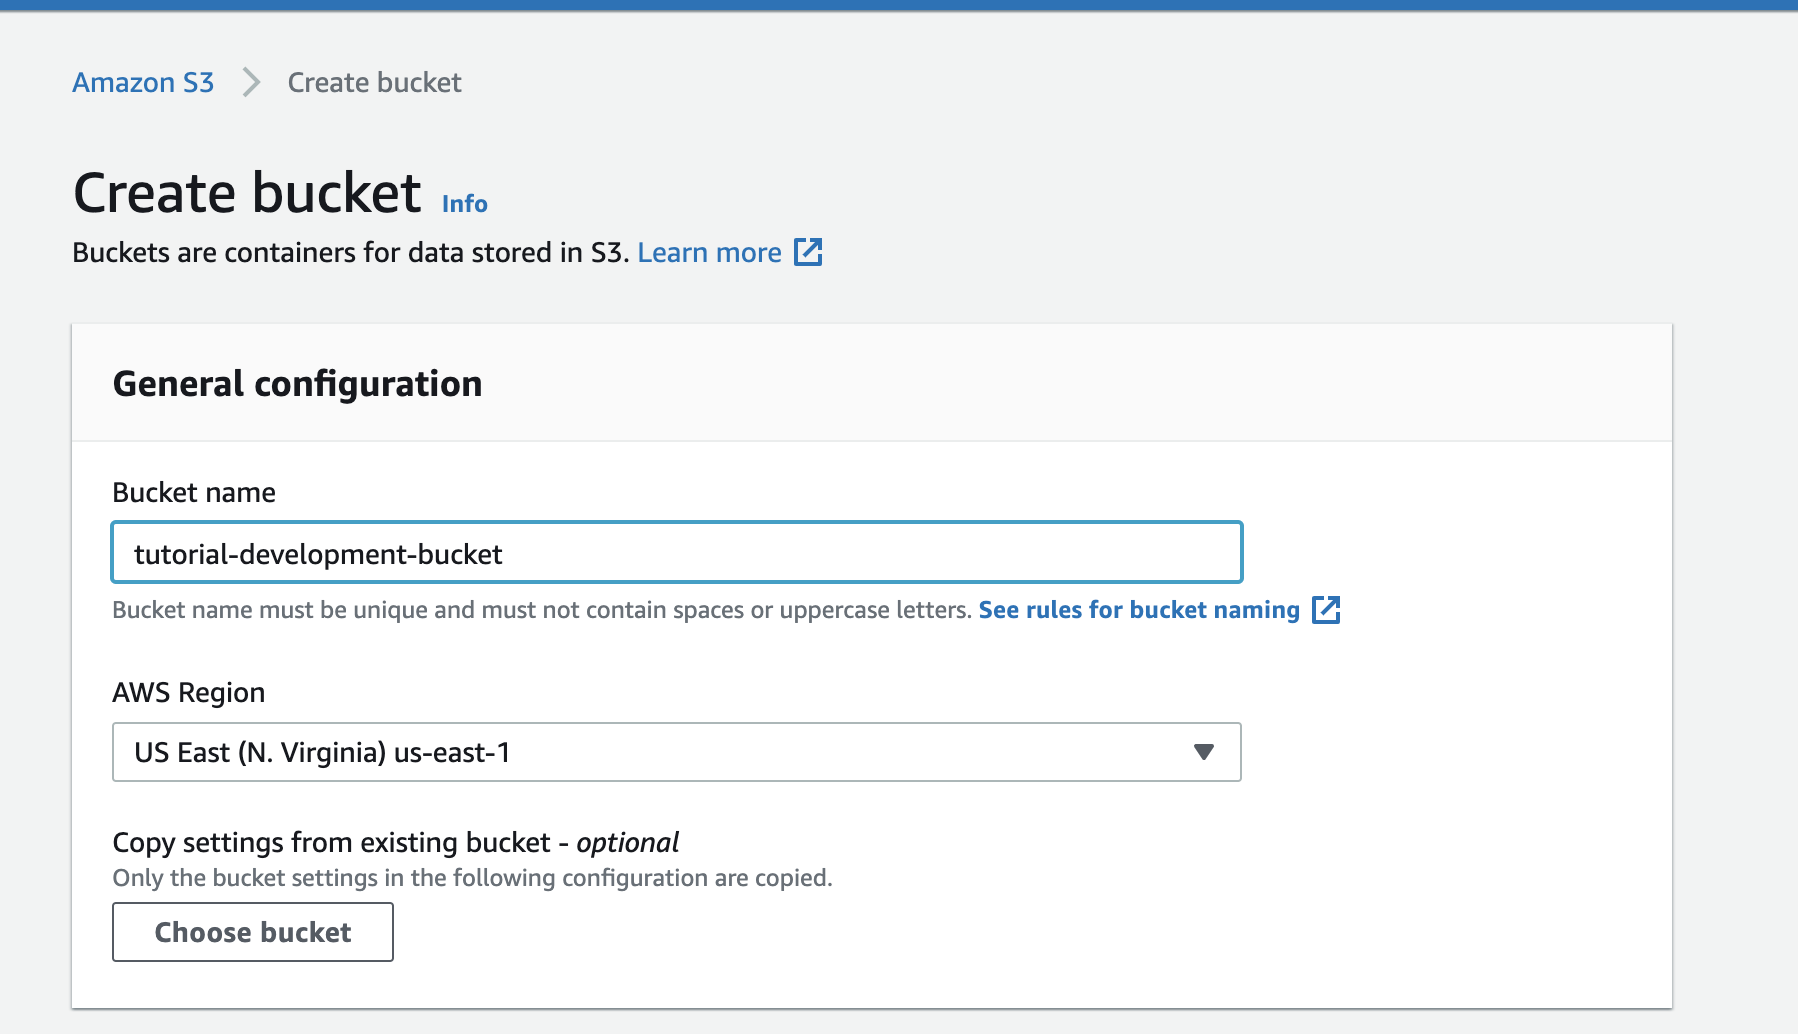 Amazon S3 Create bucket
Create bucket Info
Buckets are containers for data stored in S3. Learn more
General configuration
Bucket name
tutorial-development-bucket
Bucket name must be unique and must not contain spaces or uppercase letters. See rules for bucket naming
AWS Region
US East (N. Virginia) us-east-1
Copy settings from existing bucket - optional
Only the bucket settings in the following configuration are copied.
Choose bucket